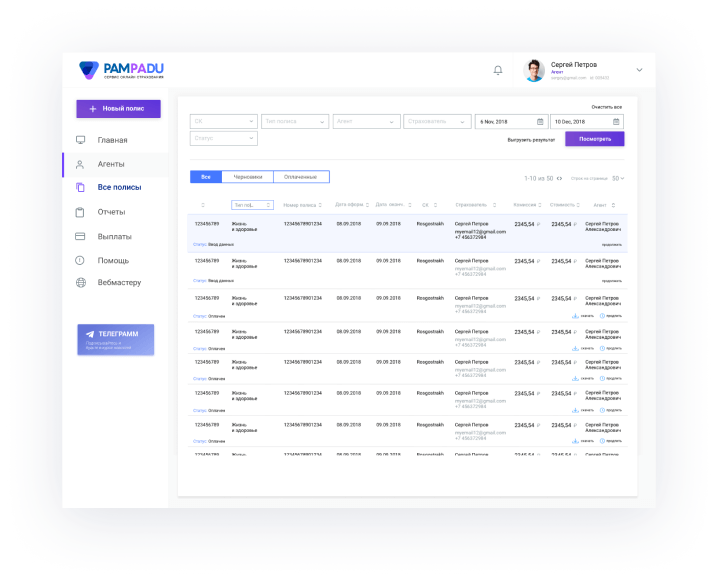 PAMPADU
СЕРВИС ОНЛАЙН СТРАХОВАНИЯ
Сергей Петров
Агент
+ Новый полис
Главная
Агенты
Все полисы
Отчеты
Выплаты
Помощь
Вебмастеру
ТЕЛЕГРАММ
Очистить все
СК
Тип полиса
Агент
Страхователь
6 Nov, 2018
10 Dec, 2018
Статус
Выгрузить результат
Посмотреть
Все
Черновики
Оплаченные
1-10 из 50
Строк на странице 30
Тип пол..
Номер полиса
Дата оформ
Дата оконч.
СК
Страхователь
Комиссия
Стоимость
Агент
123456789 Жизнь 12345678901234 08.09.2018 09.09.2018 Rosgostrakh Сергей Петров 2345,54 ₽ 2345,54 ₽ Сергей Петров
и здоровье myemail12@gmail.com Александрович
+7 456372984
Статус: Ввод данных продолжить
123456789 Жизнь 12345678901234 08.09.2018 09.09.2018 Rosgostrakh Сергей Петров 2345,54 ₽ 2345,54 ₽ Сергей Петров
и здоровье myemail12@gmail.com Александрович
+7 456372984
Статус: Ввод данных продолжить
123456789 Жизнь 12345678901234 08.09.2018 09.09.2018 Rosgostrakh Сергей Петров 2345,54 ₽ 2345,54 ₽ Сергей Петров
и здоровье myemail12@gmail.com Александрович
+7 456372984
Статус: Оплачен скачать продлить
123456789 Жизнь 12345678901234 08.09.2018 09.09.2018 Rosgostrakh Сергей Петров 2345,54 ₽ 2345,54 ₽ Сергей Петров
и здоровье myemail12@gmail.com Александрович
+7 456372984
Статус: Оплачен скачать продлить
123456789 Жизнь 12345678901234 08.09.2018 09.09.2018 Rosgostrakh Сергей Петров 2345,54 ₽ 2345,54 ₽ Сергей Петров
и здоровье myemail12@gmail.com Александрович
+7 456372984
Статус: Оплачен скачать продлить
123456789 Жизнь 12345678901234 08.09.2018 09.09.2018 Rosgostrakh Сергей Петров 2345,54 ₽ 2345,54 ₽ Сергей Петров
и здоровье myemail12@gmail.com Александрович
+7 456372984
Статус: Оплачен скачать продлить
123456789 Жизнь 12345678901234 08.09.2018 09.09.2018 Rosgostrakh Сергей Петров 2345,54 ₽ 2345,54 ₽ Сергей Петров
и здоровье myemail12@gmail.com Александрович
+7 456372984
Статус: Оплачен скачать продлить
123456789 Жизнь 12345678901234 08.09.2018 09.09.2018 Rosgostrakh Сергей Петров 2345,54 ₽ 2345,54 ₽ Сергей Петров